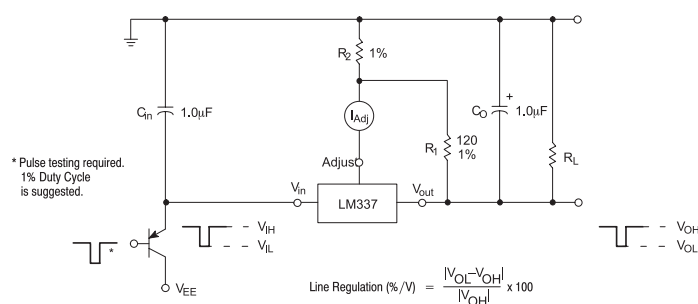 R2 1%
Cin 1.0µF
IAdj
CO + 1.0µF
120
R1 1%
RL
Adjust
* Pulse testing required.
1% Duty Cycle
is suggested.
Vin
LM337
Vout
*
VIH
VIL
VOH
VOL
VEE
Line Regulation (%/V) = |VOL–VOH| / |VOH| x 100